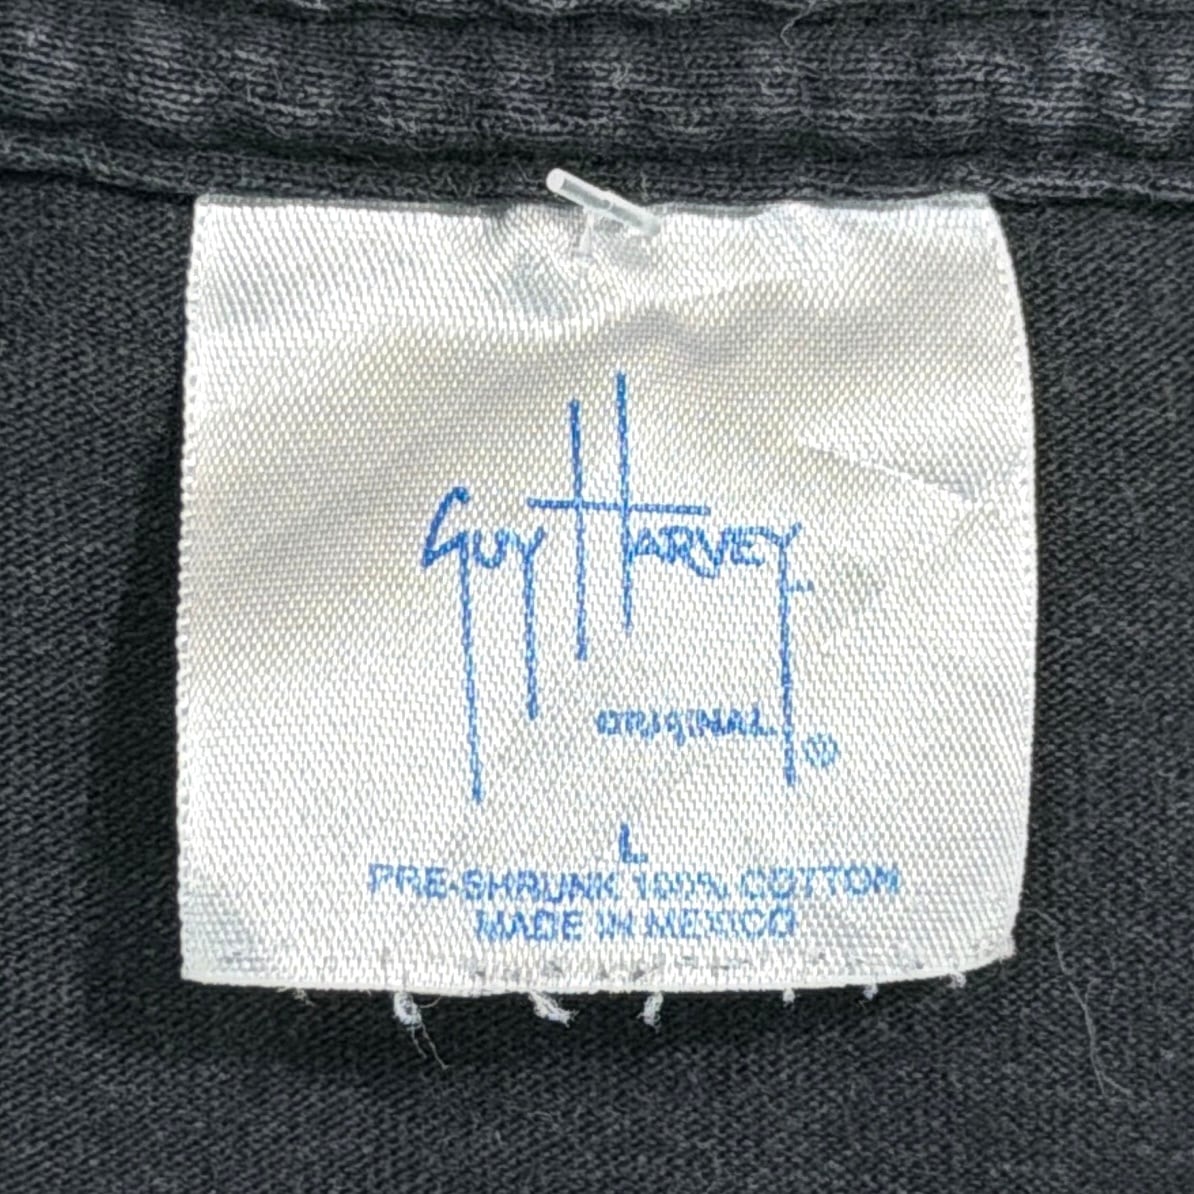 GUY HARVEY
ORIGINAL ®
L
PRE-SHRUNK 100% COTTON
MADE IN MEXICO